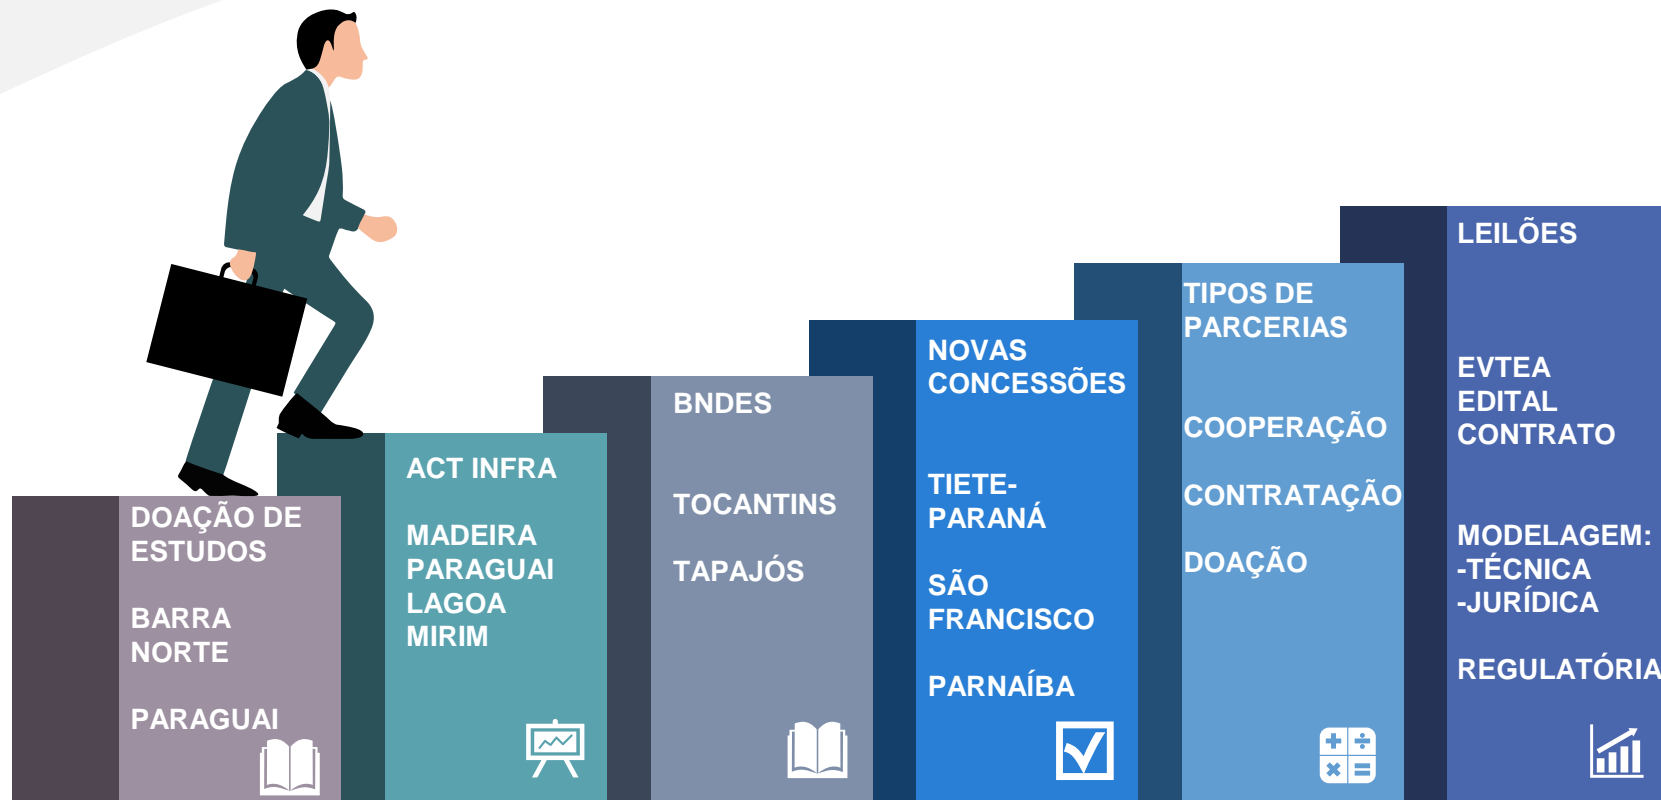 DOAÇÃO DE
ESTUDOS
BARRA
NORTE
PARAGUAI
ACT INFRA
MADEIRA
PARAGUAI
LAGOA
MIRIM
BNDES
TOCANTINS
TAPAJÓS
NOVAS
CONCESSÕES
TIETE-
PARANÁ
SÃO
FRANCISCO
PARNAÍBA
TIPOS DE
PARCERIAS
COOPERAÇÃO
CONTRATAÇÃO
DOAÇÃO
LEILÕES
EVTEA
EDITAL
CONTRATO
MODELAGEM:
-TÉCNICA
-JURÍDICA
REGULATÓRIA